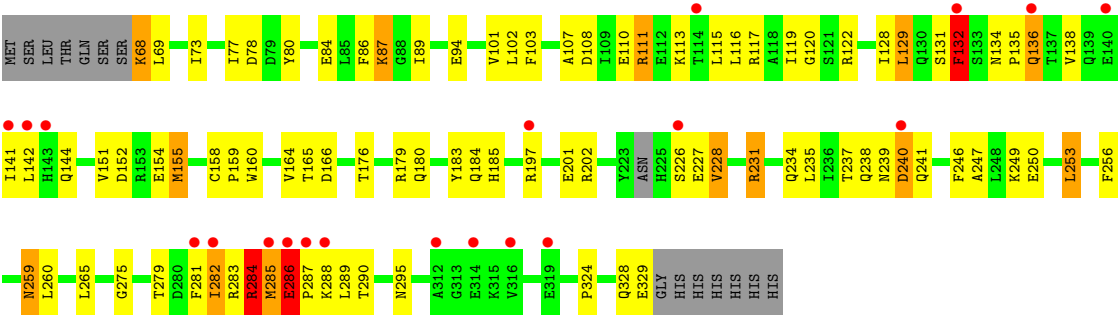 MET SER LEU THR GLN SER SER K68 L69 I73 I77 D78 D79 Y80 E84 L85 F86 K87 G88 I89 E94 V101 L102 F103 A107 D108 I109 E110 R111 E112 K113 T114 L115 L116 R117 A118 I119 G120 S121 R122 I128 L129 Q130 S131 F132 S133 N134 P135 Q136 T137 V138 Q139 E140
I141 L142 H143 Q144 V151 D152 R153 E154 M155 C158 P159 W160 V164 T165 D166 T176 R179 Q180 Y183 Q184 H185 R197 E201 R202 Y223 ASN H225 S226 E227 V228 R231 Q234 L235 I236 T237 Q238 N239 D240 Q241 F246 A247 L248 K249 E250 L253 F256
N259 L260 L265 G275 T279 D280 F281 I282 R283 R284 M285 E286 P287 K288 L289 T290 N295 A312 G313 E314 K315 V316 E319 P324 Q328 E329 GLY HIS HIS HIS HIS HIS HIS